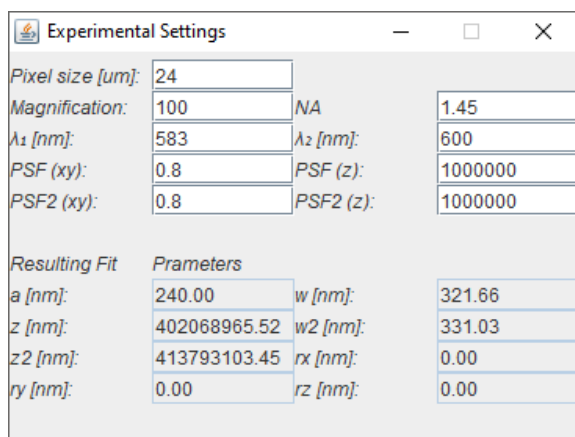 Experimental Settings
Pixel size [um]: 24
Magnification: 100 NA 1.45
λ₁ [nm]: 583 λ₂ [nm]: 600
PSF (xy): 0.8 PSF (z): 1000000
PSF2 (xy): 0.8 PSF2 (z): 1000000
Resulting Fit Prameters
a [nm]: 240.00 w [nm]: 321.66
z [nm]: 402068965.52 w2 [nm]: 331.03
z2 [nm]: 413793103.45 rx [nm]: 0.00
ry [nm]: 0.00 rz [nm]: 0.00